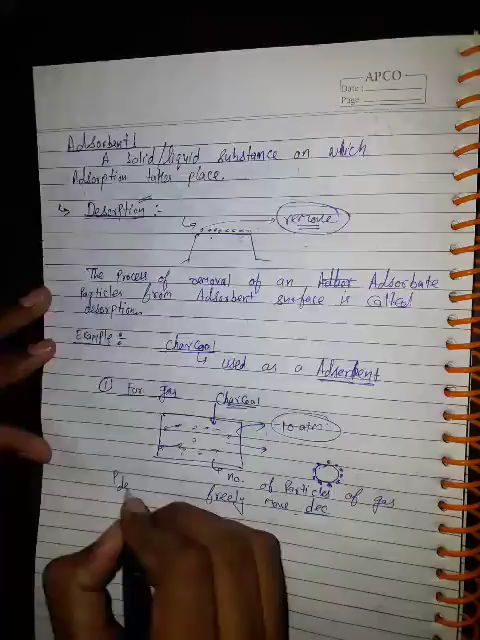 APCO
Date :
Page
Adsorbent
A solid/liquid substance on which
Adsorption takes place.
↳ Desorption :-
remove
The Process of removal of an Adsorbate
Particles from Adsorbent surface is called
desorption.
Example :
Charcoal
↳ used as a Adsorbent
① For gas
Charcoal
10 atm
no. of Particles of gas
freely move dec
Pde